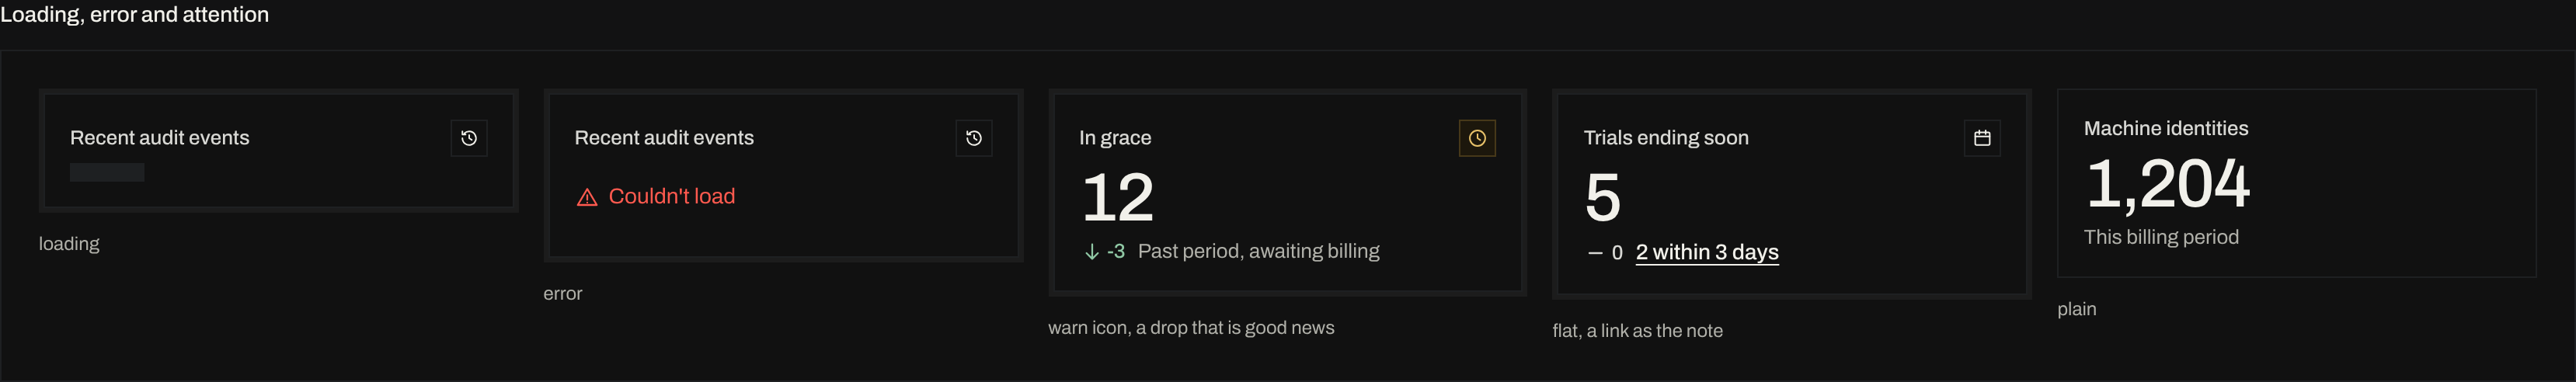 Loading, error and attention
Recent audit events
loading
Recent audit events
Couldn't load
error
In grace
12
-3 Past period, awaiting billing
warn icon, a drop that is good news
Trials ending soon
5
0 2 within 3 days
flat, a link as the note
Machine identities
1,204
This billing period
plain